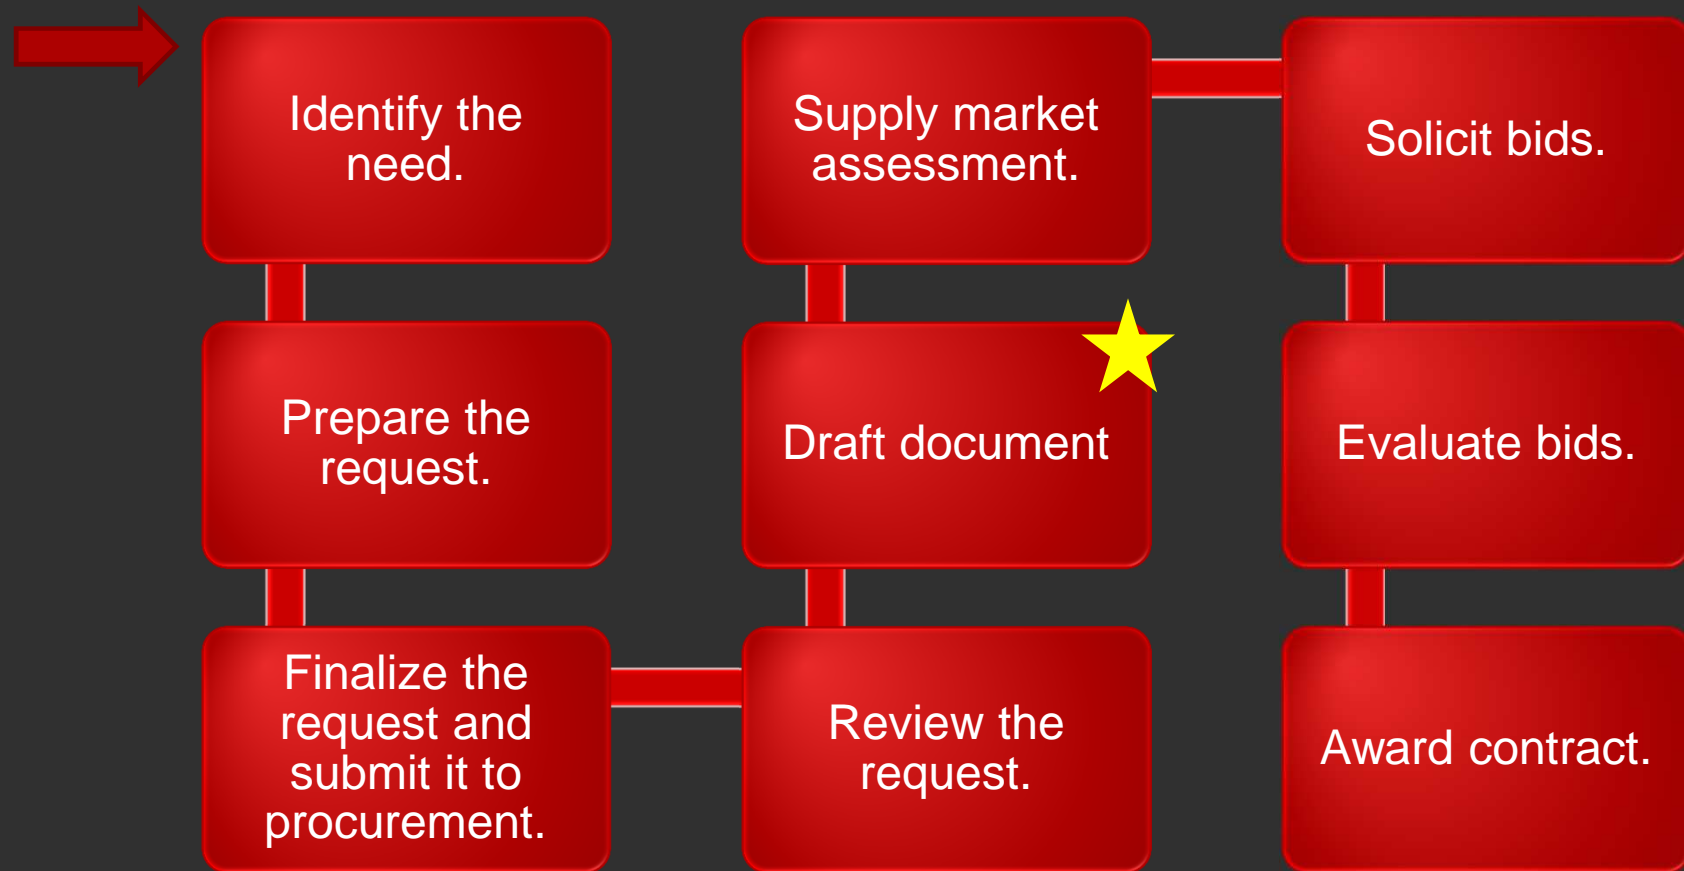 Identify the
need.
Prepare the
request.
Finalize the
request and
submit it to
procurement.
Review the
request.
Draft document
Supply market
assessment.
Solicit bids.
Evaluate bids.
Award contract.